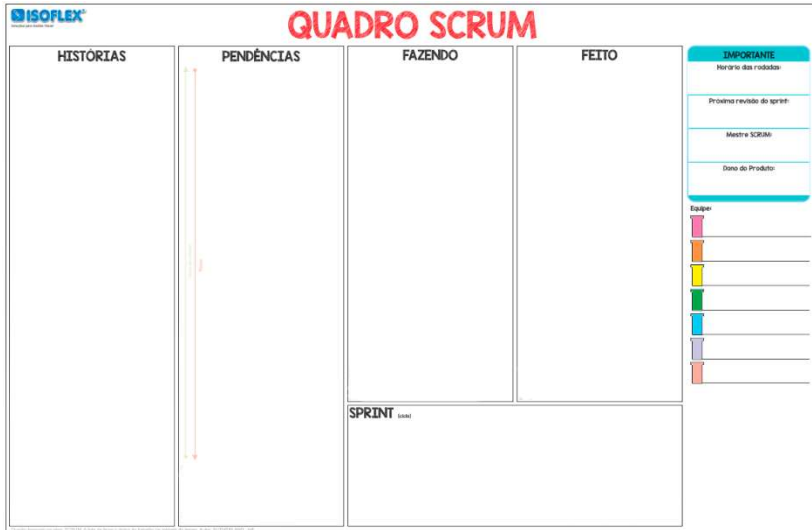 ISOFLEX
QUADRO SCRUM
HISTÓRIAS
PENDÊNCIAS
FAZENDO
FEITO
SPRINT
IMPORTANTE
Horário das rodadas:
Próxima revisão do sprint:
Mestre SCRUM:
Dono do Produto:
Equipe: